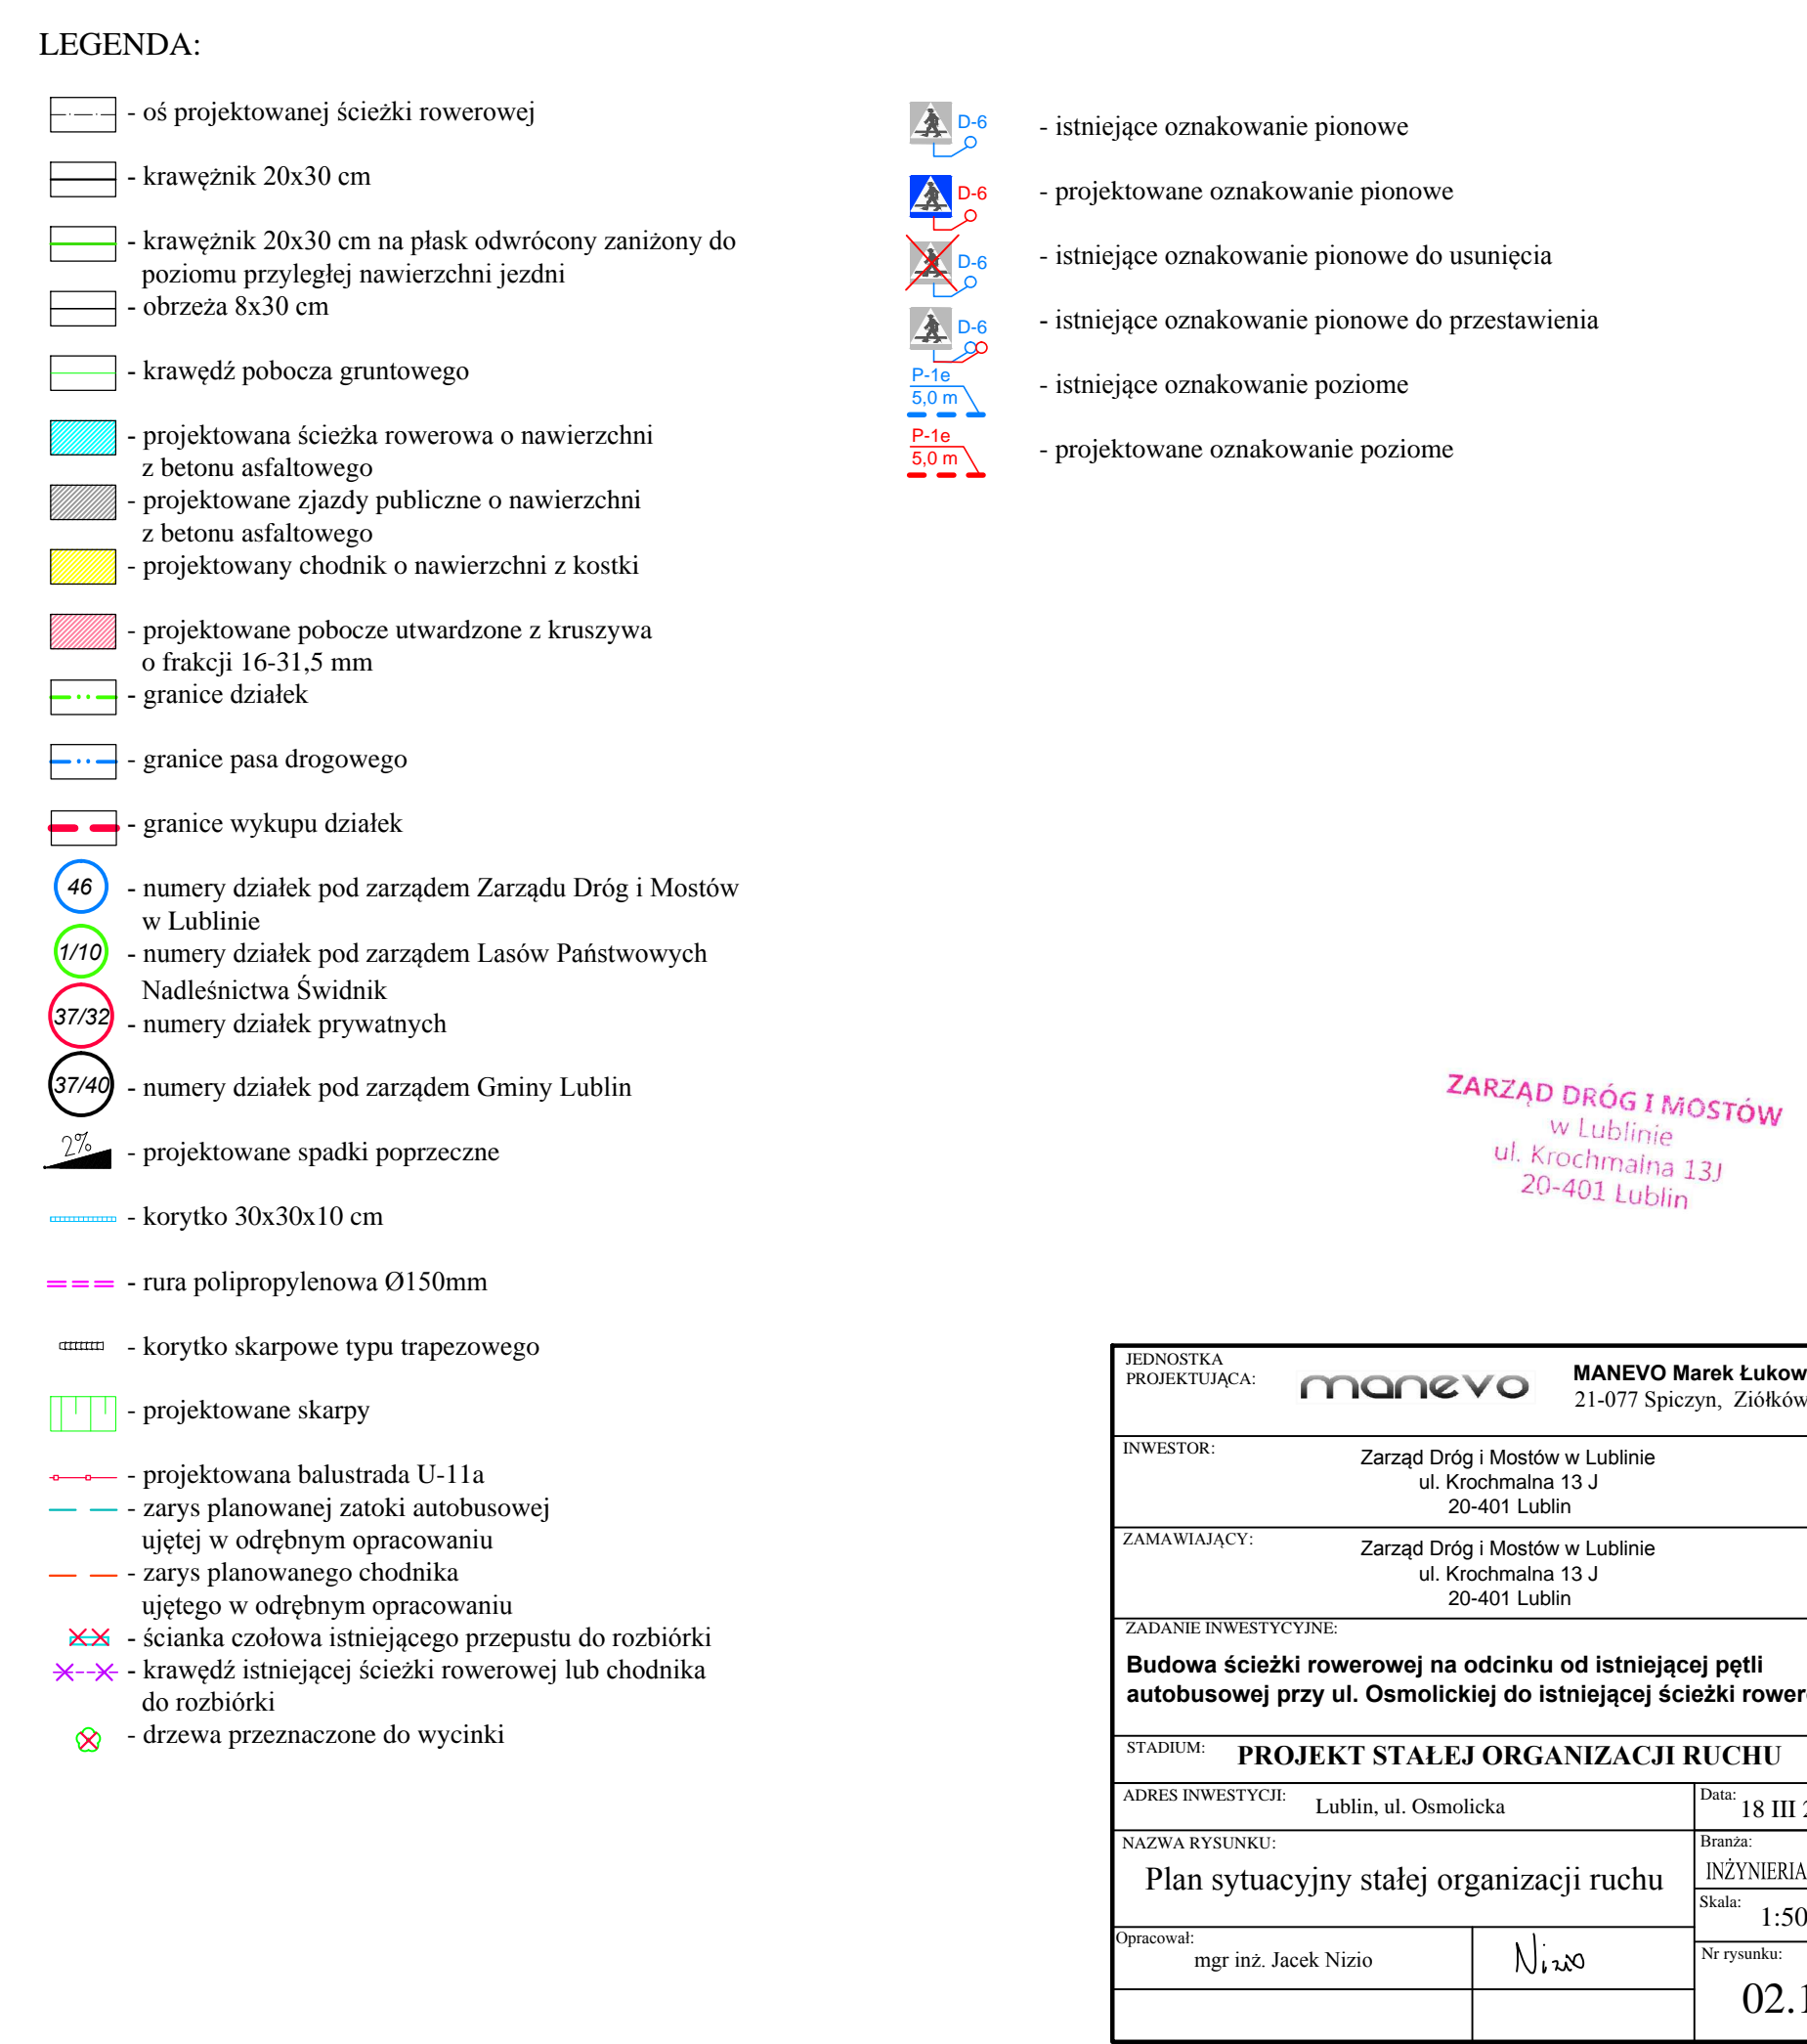 LEGENDA:
- oś projektowanej ścieżki rowerowej
- krawężnik 20x30 cm
- krawężnik 20x30 cm na płask odwrócony zaniżony do
poziomu przyległej nawierzchni jezdni
- obrzeża 8x30 cm
- krawędź pobocza gruntowego
- projektowana ścieżka rowerowa o nawierzchni
z betonu asfaltowego
- projektowane zjazdy publiczne o nawierzchni
z betonu asfaltowego
- projektowany chodnik o nawierzchni z kostki
- projektowane pobocze utwardzone z kruszywa
o frakcji 16-31,5 mm
- granice działek
- granice pasa drogowego
- granice wykupu działek
46 - numery działek pod zarządem Zarządu Dróg i Mostów
w Lublinie
1/10 - numery działek pod zarządem Lasów Państwowych
Nadleśnictwa Świdnik
37/32 - numery działek prywatnych
37/40 - numery działek pod zarządem Gminy Lublin
2% - projektowane spadki poprzeczne
- korytko 30x30x10 cm
- rura polipropylenowa Ø150mm
- korytko skarpowe typu trapezowego
- projektowane skarpy
- projektowana balustrada U-11a
- zarys planowanej zatoki autobusowej
ujętej w odrębnym opracowaniu
- zarys planowanego chodnika
ujętego w odrębnym opracowaniu
- ścianka czołowa istniejącego przepustu do rozbiórki
- krawędź istniejącej ścieżki rowerowej lub chodnika
do rozbiórki
- drzewa przeznaczone do wycinki
D-6 - istniejące oznakowanie pionowe
D-6 - projektowane oznakowanie pionowe
D-6 - istniejące oznakowanie pionowe do usunięcia
D-6 - istniejące oznakowanie pionowe do przestawienia
P-1e
5,0 m - istniejące oznakowanie poziome
P-1e
5,0 m - projektowane oznakowanie poziome
ZARZĄD DRÓG I MOSTÓW
w Lublinie
ul. Krochmalna 13J
20-401 Lublin
JEDNOSTKA
PROJEKTUJĄCA:
manevo
MANEVO Marek Łukow
21-077 Spiczyn, Ziółków
INWESTOR:
Zarząd Dróg i Mostów w Lublinie
ul. Krochmalna 13 J
20-401 Lublin
ZAMAWIAJĄCY:
Zarząd Dróg i Mostów w Lublinie
ul. Krochmalna 13 J
20-401 Lublin
ZADANIE INWESTYCYJNE:
Budowa ścieżki rowerowej na odcinku od istniejącej pętli
autobusowej przy ul. Osmolickiej do istniejącej ścieżki rower
STADIUM: PROJEKT STAŁEJ ORGANIZACJI RUCHU
ADRES INWESTYCJI: Lublin, ul. Osmolicka
Data: 18 III
NAZWA RYSUNKU:
Plan sytuacyjny stałej organizacji ruchu
Branża:
INŻYNIERIA
Skala: 1:50
Opracował:
mgr inż. Jacek Nizio
Nizio
Nr rysunku:
02.1